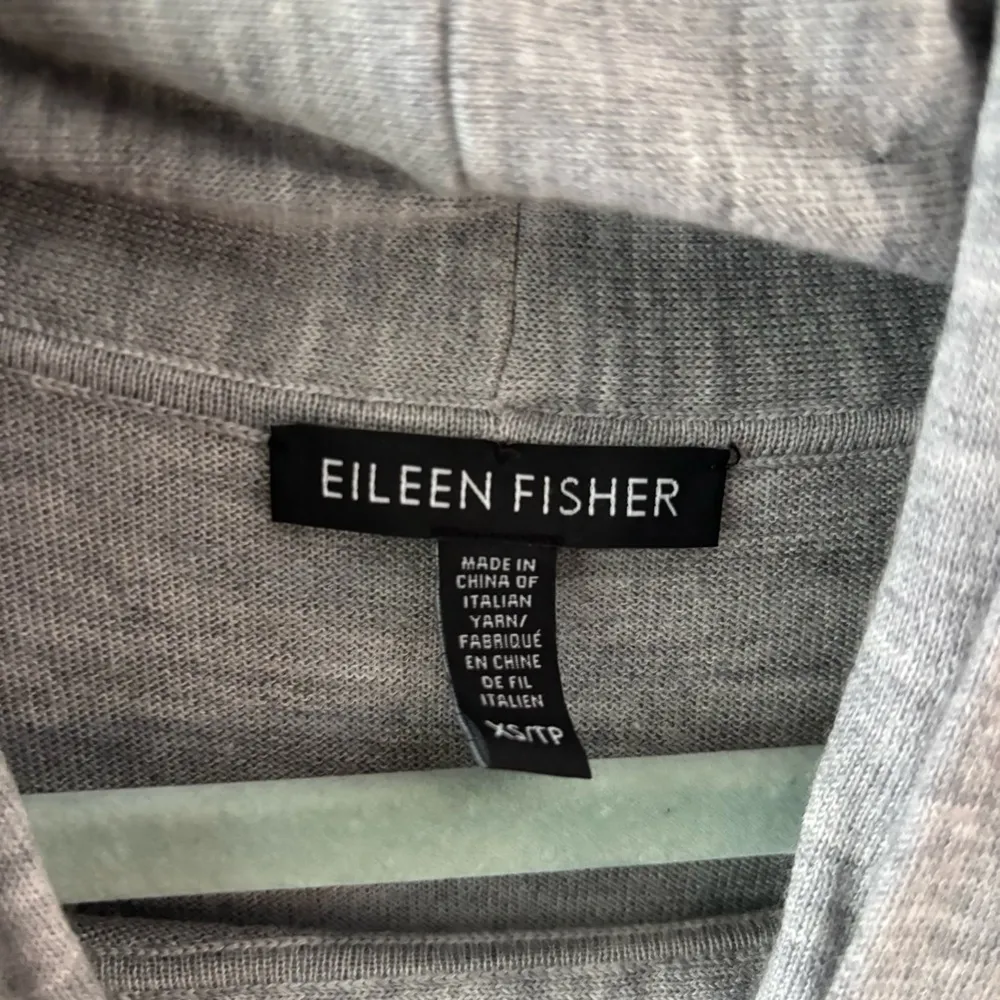 EILEEN FISHER
MADE IN
CHINA OF
ITALIAN
YARN/
FABRIQUÉ
EN CHINE
DE FIL
ITALIEN
XS/TP